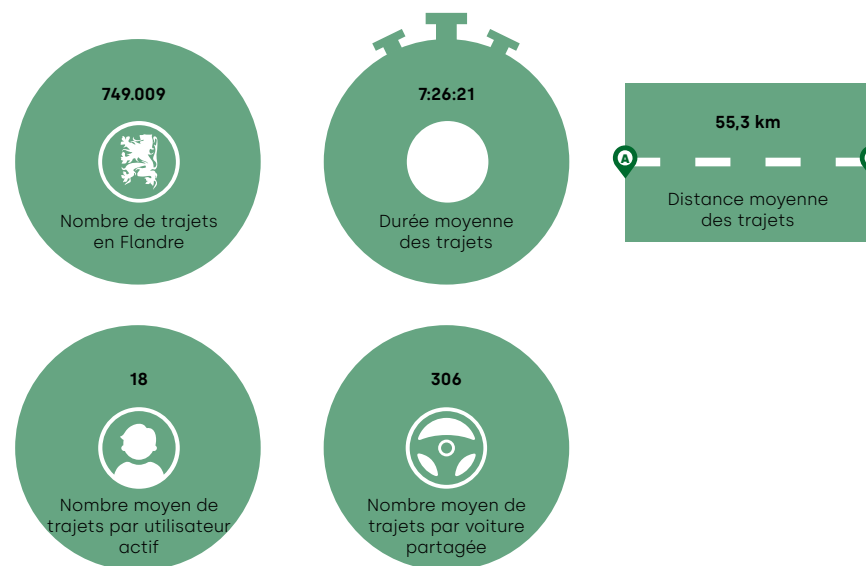 749.009
Nombre de trajets
en Flandre
7:26:21
Durée moyenne
des trajets
55,3 km
A
Distance moyenne
des trajets
18
Nombre moyen de
trajets par utilisateur
actif
306
Nombre moyen de
trajets par voiture
partagée